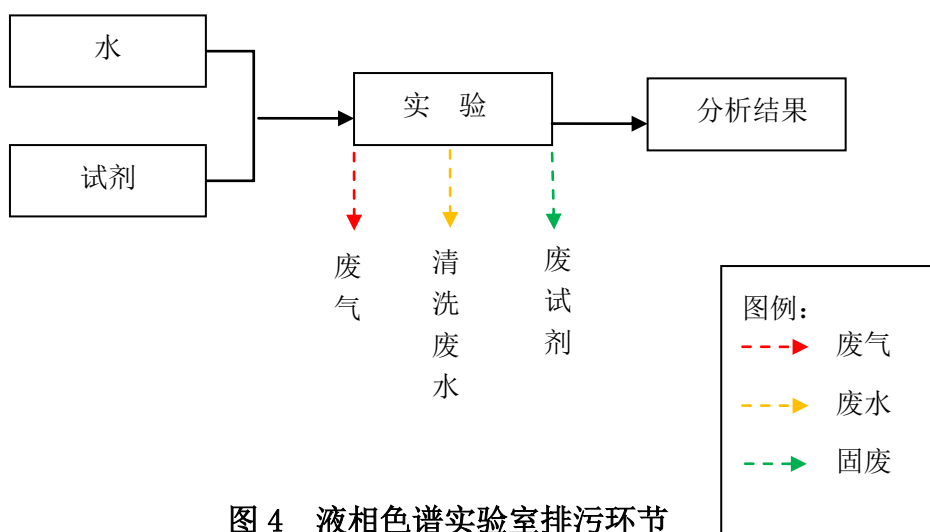 水
试剂
实 验
分析结果
废气
清洗废水
废试剂
图例：
废气
废水
固废
图 4 液相色谱实验室排污环节